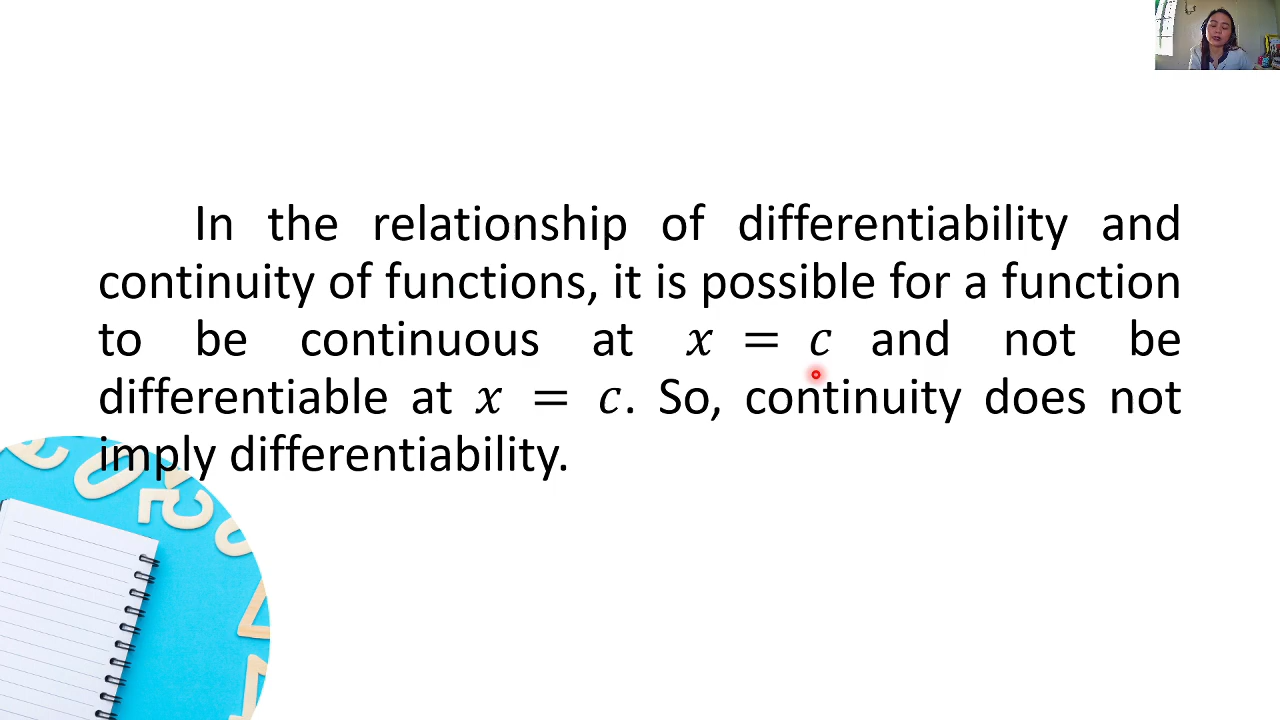 In the relationship of differentiability and
continuity of functions, it is possible for a function
to be continuous at x = c and not be
differentiable at x = c. So, continuity does not
imply differentiability.